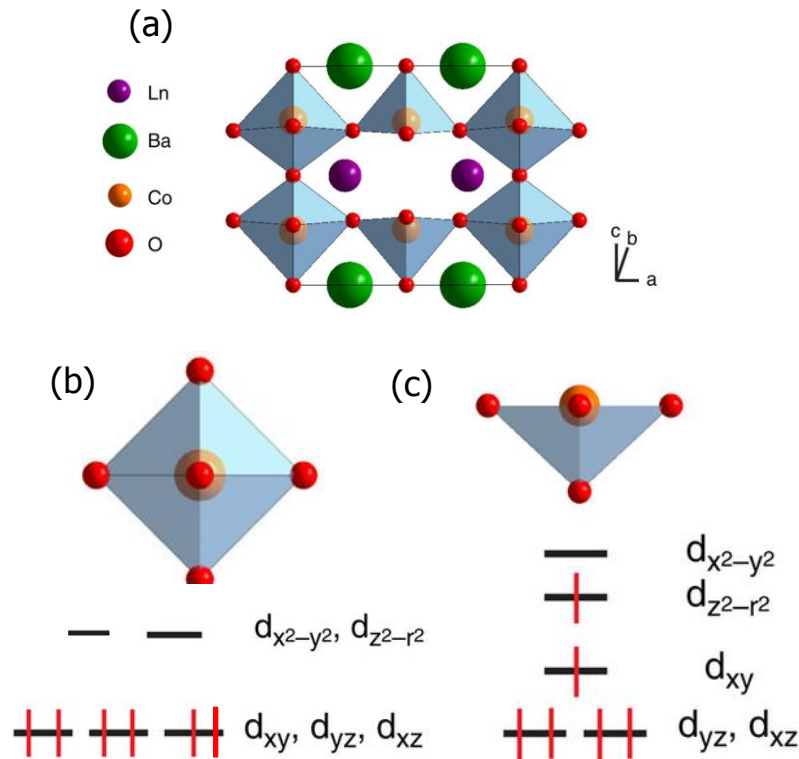 (a)
Ln
Ba
Co
O
c
b
a
(b)
(c)
dx²−y²
dz²−r²
dxy
dyz, dxz
dx²−y², dz²−r²
dxy, dyz, dxz